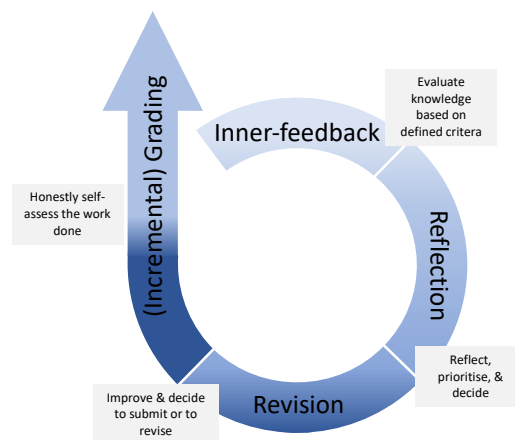 Inner-feedback
Evaluate
knowledge
based on
defined critera
Reflection
Reflect,
prioritise, &
decide
Revision
Improve & decide
to submit or to
revise
(Incremental) Grading
Honestly self-
assess the work
done